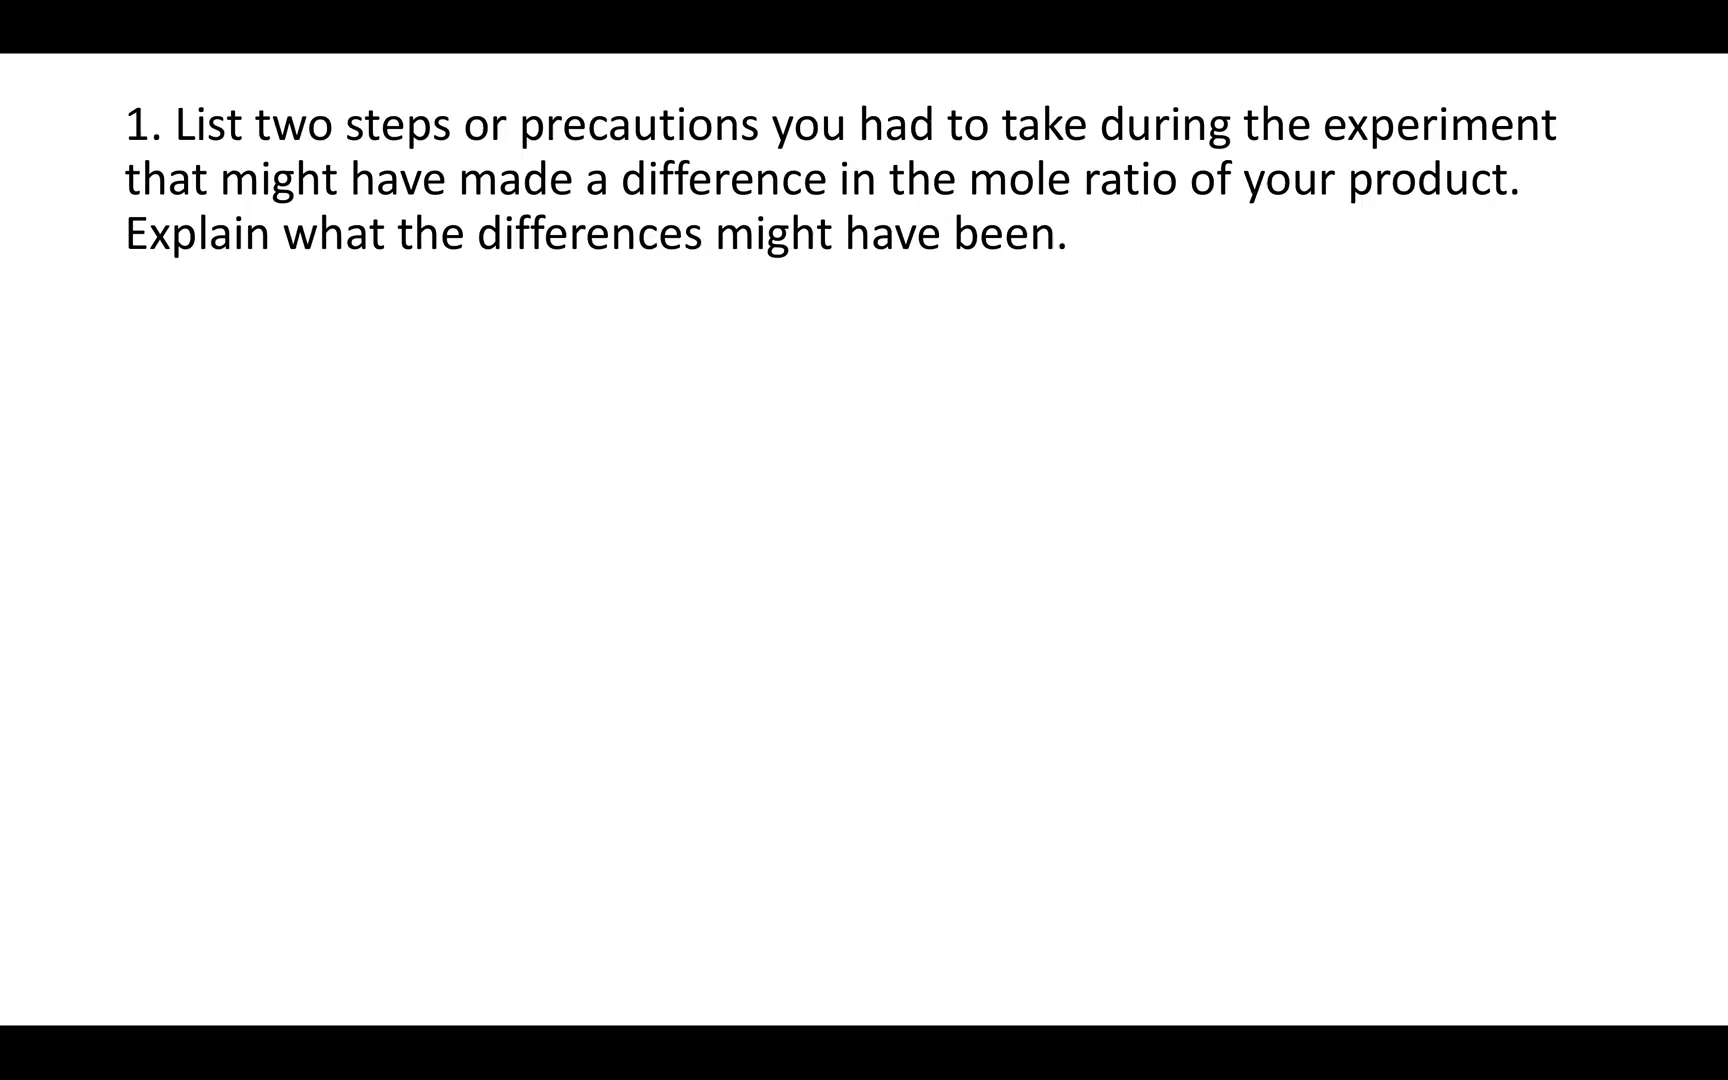 1. List two steps or precautions you had to take during the experiment
that might have made a difference in the mole ratio of your product.
Explain what the differences might have been.